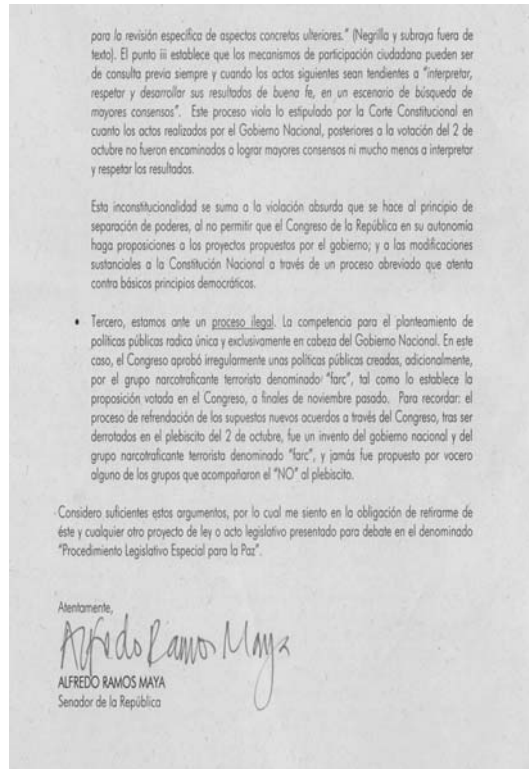 para la revisión específica de aspectos concretos ulteriores." (Negrilla y subraya fuera de
texto). El punto iii establece que los mecanismos de participación ciudadana pueden ser
de consulta previa siempre y cuando los actos siguientes sean tendientes a "interpretar,
respetar y desarrollar sus resultados de buena fe, en un escenario de búsqueda de
mayores consensos". Este proceso viola lo estipulado por la Corte Constitucional en
cuanto los actos realizados por el Gobierno Nacional, posteriores a la votación del 2 de
octubre no fueron encaminados a lograr mayores consensos ni mucho menos a interpretar
y respetar los resultados.
Esta inconstitucionalidad se suma a la violación absurda que se hace al principio de
separación de poderes, al no permitir que el Congreso de la República en su autonomía
haga proposiciones a los proyectos propuestos por el gobierno; y a las modificaciones
sustanciales a la Constitución Nacional a través de un proceso abreviado que atenta
contra básicos principios democráticos.
• Tercero, estamos ante un proceso ilegal. La competencia para el planteamiento de
políticas públicas radica única y exclusivamente en cabeza del Gobierno Nacional. En este
caso, el Congreso aprobó irregularmente unas políticas públicas creadas, adicionalmente,
por el grupo narcotraficante terrorista denominado "farc", tal como lo establece la
proposición votada en el Congreso, a finales de noviembre pasado. Para recordar: el
proceso de refrendación de los supuestos nuevos acuerdos a través del Congreso, tras ser
derrotados en el plebiscito del 2 de octubre, fue un invento del gobierno nacional y del
grupo narcotraficante terrorista denominado "farc", y jamás fue propuesto por vocero
alguno de los grupos que acompañaron el "NO" al plebiscito.
Considero suficientes estos argumentos, por lo cual me siento en la obligación de retirarme de
éste y cualquier otro proyecto de ley o acto legislativo presentado para debate en el denominado
"Procedimiento Legislativo Especial para la Paz".
Atentamente,
Alfredo Ramos Maya
ALFREDO RAMOS MAYA
Senador de la República